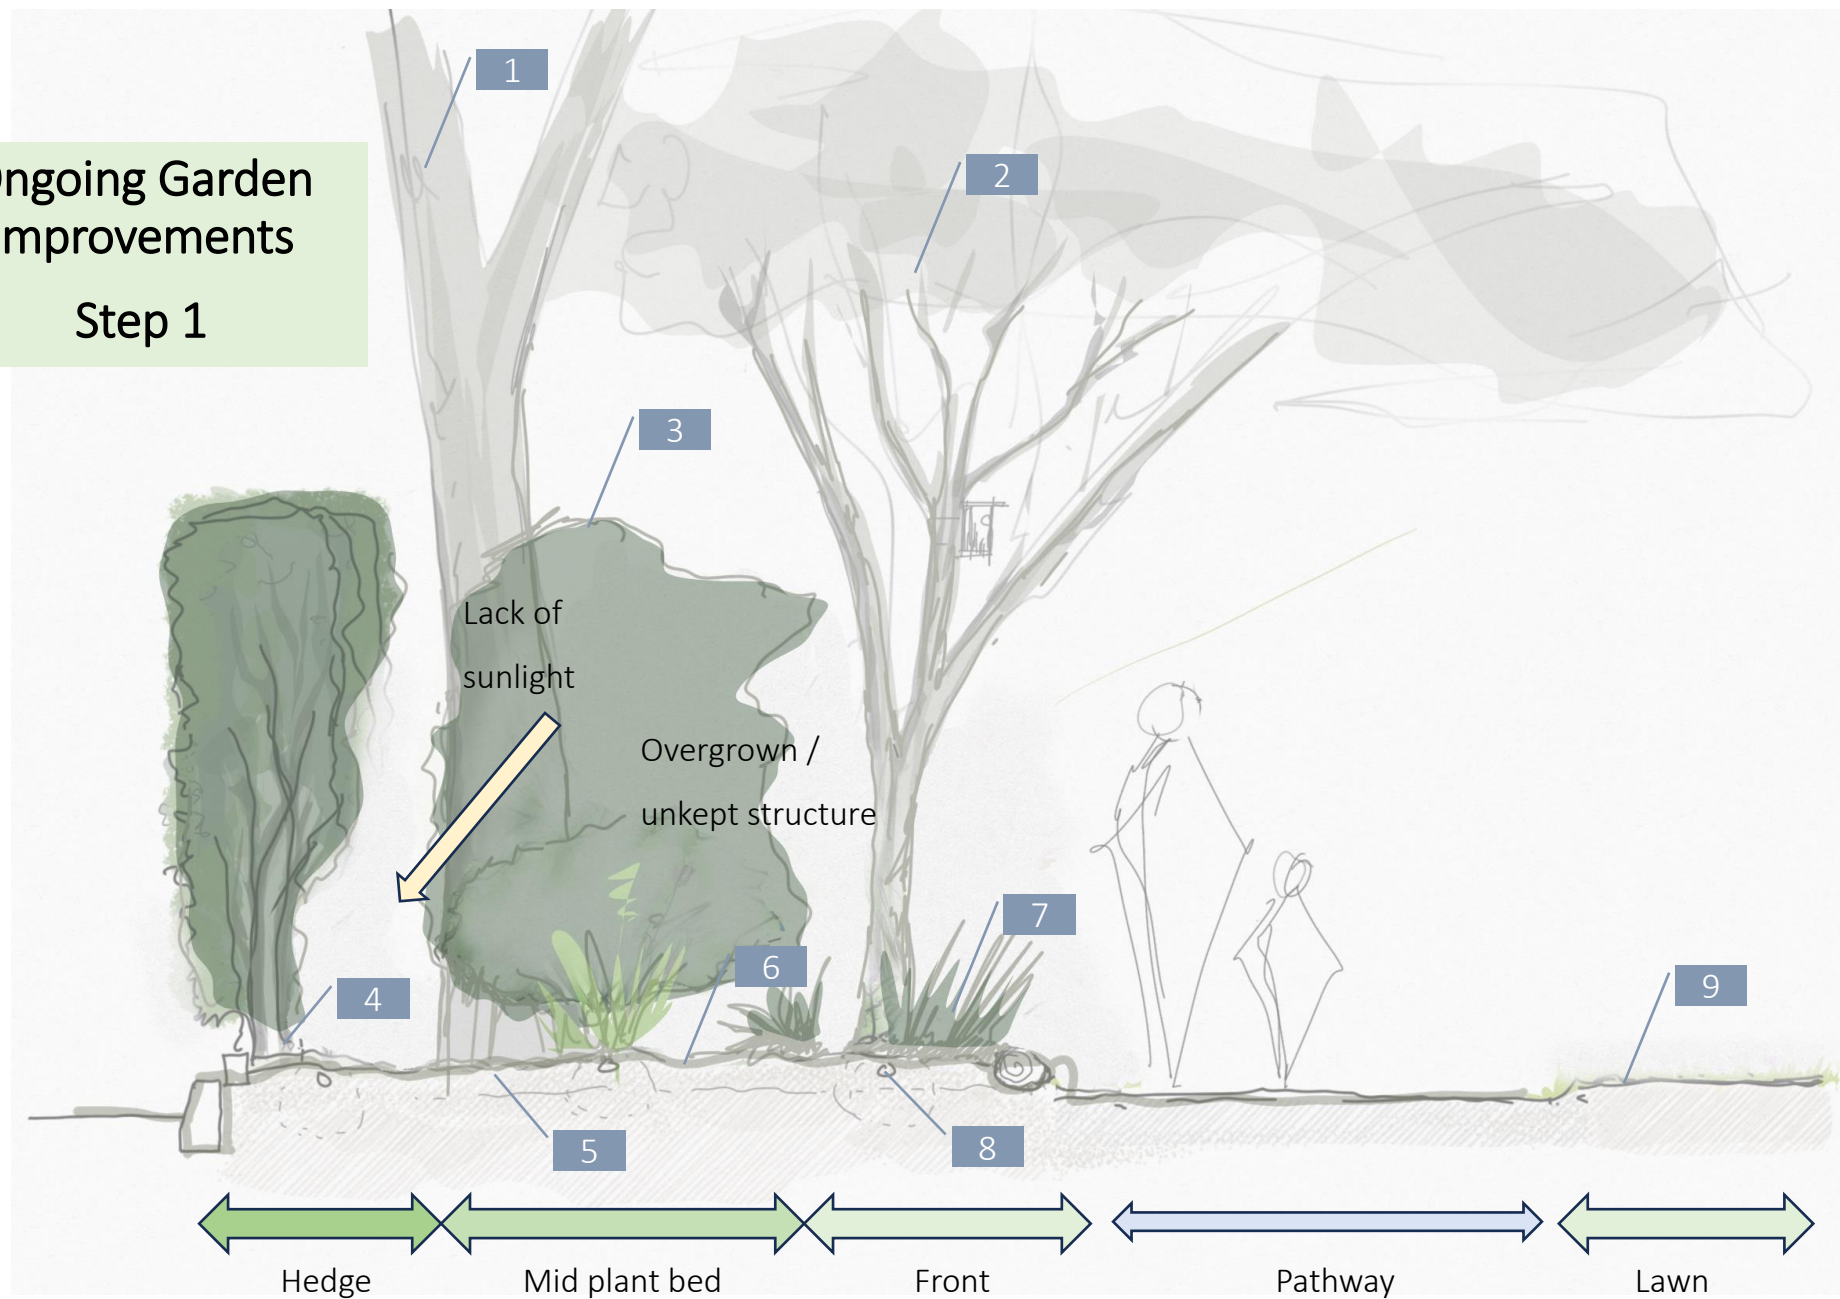 ngoing Garden
mprovements
Step 1
1
2
3
Lack of
sunlight
Overgrown /
unkept structure
4
5
6
7
8
9
Hedge
Mid plant bed
Front
Pathway
Lawn